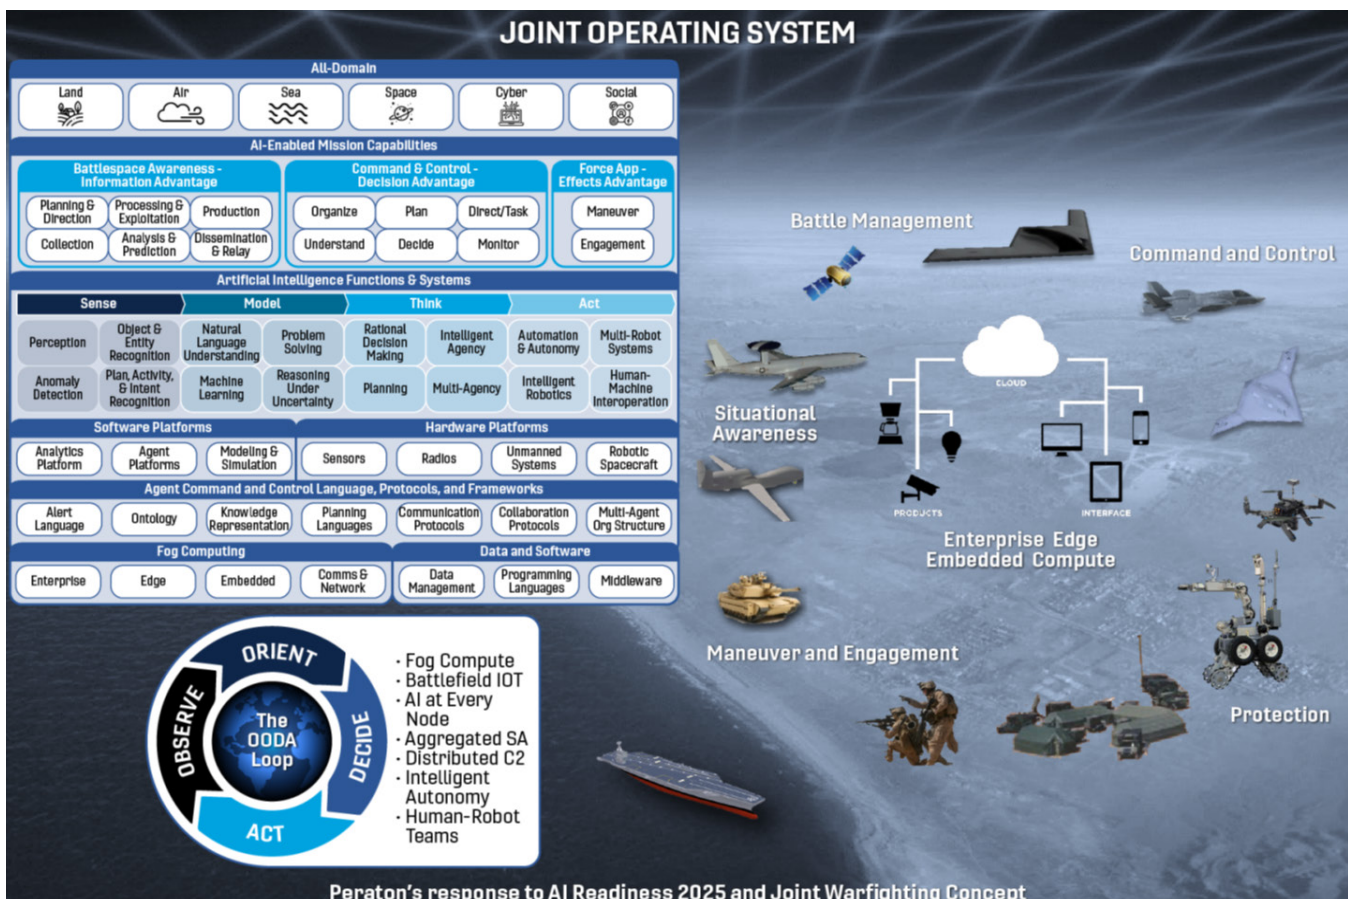 JOINT OPERATING SYSTEM
All-Domain
Land
Air
Sea
Space
Cyber
Social
AI-Enabled Mission Capabilities
Battlespace Awareness -
Information Advantage
Planning &
Direction
Processing &
Exploitation
Production
Collection
Analysis &
Prediction
Dissemination
& Relay
Command & Control -
Decision Advantage
Organize
Plan
Direct/Task
Understand
Decide
Monitor
Force App -
Effects Advantage
Maneuver
Engagement
Artificial Intelligence Functions & Systems
Sense
Model
Think
Act
Perception
Object &
Entity
Recognition
Natural
Language
Understanding
Problem
Solving
Rational
Decision
Making
Intelligent
Agency
Automation
& Autonomy
Multi-Robot
Systems
Anomaly
Detection
Plan, Activity,
& Intent
Recognition
Machine
Learning
Reasoning
Under
Uncertainty
Planning
Multi-Agency
Intelligent
Robotics
Human-
Machine
Interoperation
Software Platforms
Analytics
Platform
Agent
Platforms
Modeling &
Simulation
Hardware Platforms
Sensors
Radios
Unmanned
Systems
Robotic
Spacecraft
Agent Command and Control Language, Protocols, and Frameworks
Alert
Language
Ontology
Knowledge
Representation
Planning
Languages
Communication
Protocols
Collaboration
Protocols
Multi-Agent
Org Structure
Fog Computing
Enterprise
Edge
Embedded
Comms &
Network
Data and Software
Data
Management
Programming
Languages
Middleware
ORIENT
OBSERVE
DECIDE
ACT
The
OODA
Loop
· Fog Compute
· Battlefield IOT
· AI at Every
Node
· Aggregated SA
· Distributed C2
· Intelligent
Autonomy
· Human-Robot
Teams
Battle Management
Command and Control
CLOUD
Situational
Awareness
PRODUCTS
INTERFACE
Enterprise Edge
Embedded Compute
Maneuver and Engagement
Protection
Peraton's response to AI Readiness 2025 and Joint Warfighting Concept